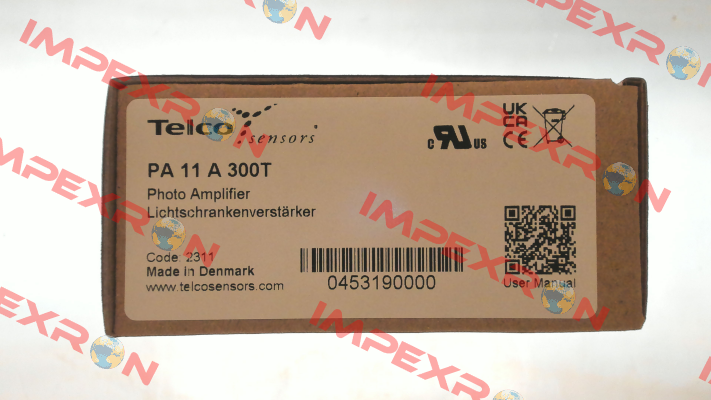 Telco sensors
c RU us
UK
CA
CE
PA 11 A 300T
Photo Amplifier
Lichtschrankenverstärker
Code: 2311
Made in Denmark
www.telcosensors.com
0453190000
User Manual
IMPEXRON
IMPEXRON
IMPEXRON
IMPEXRON
IMPEXRON
IMPEXRON
IMPEXRON